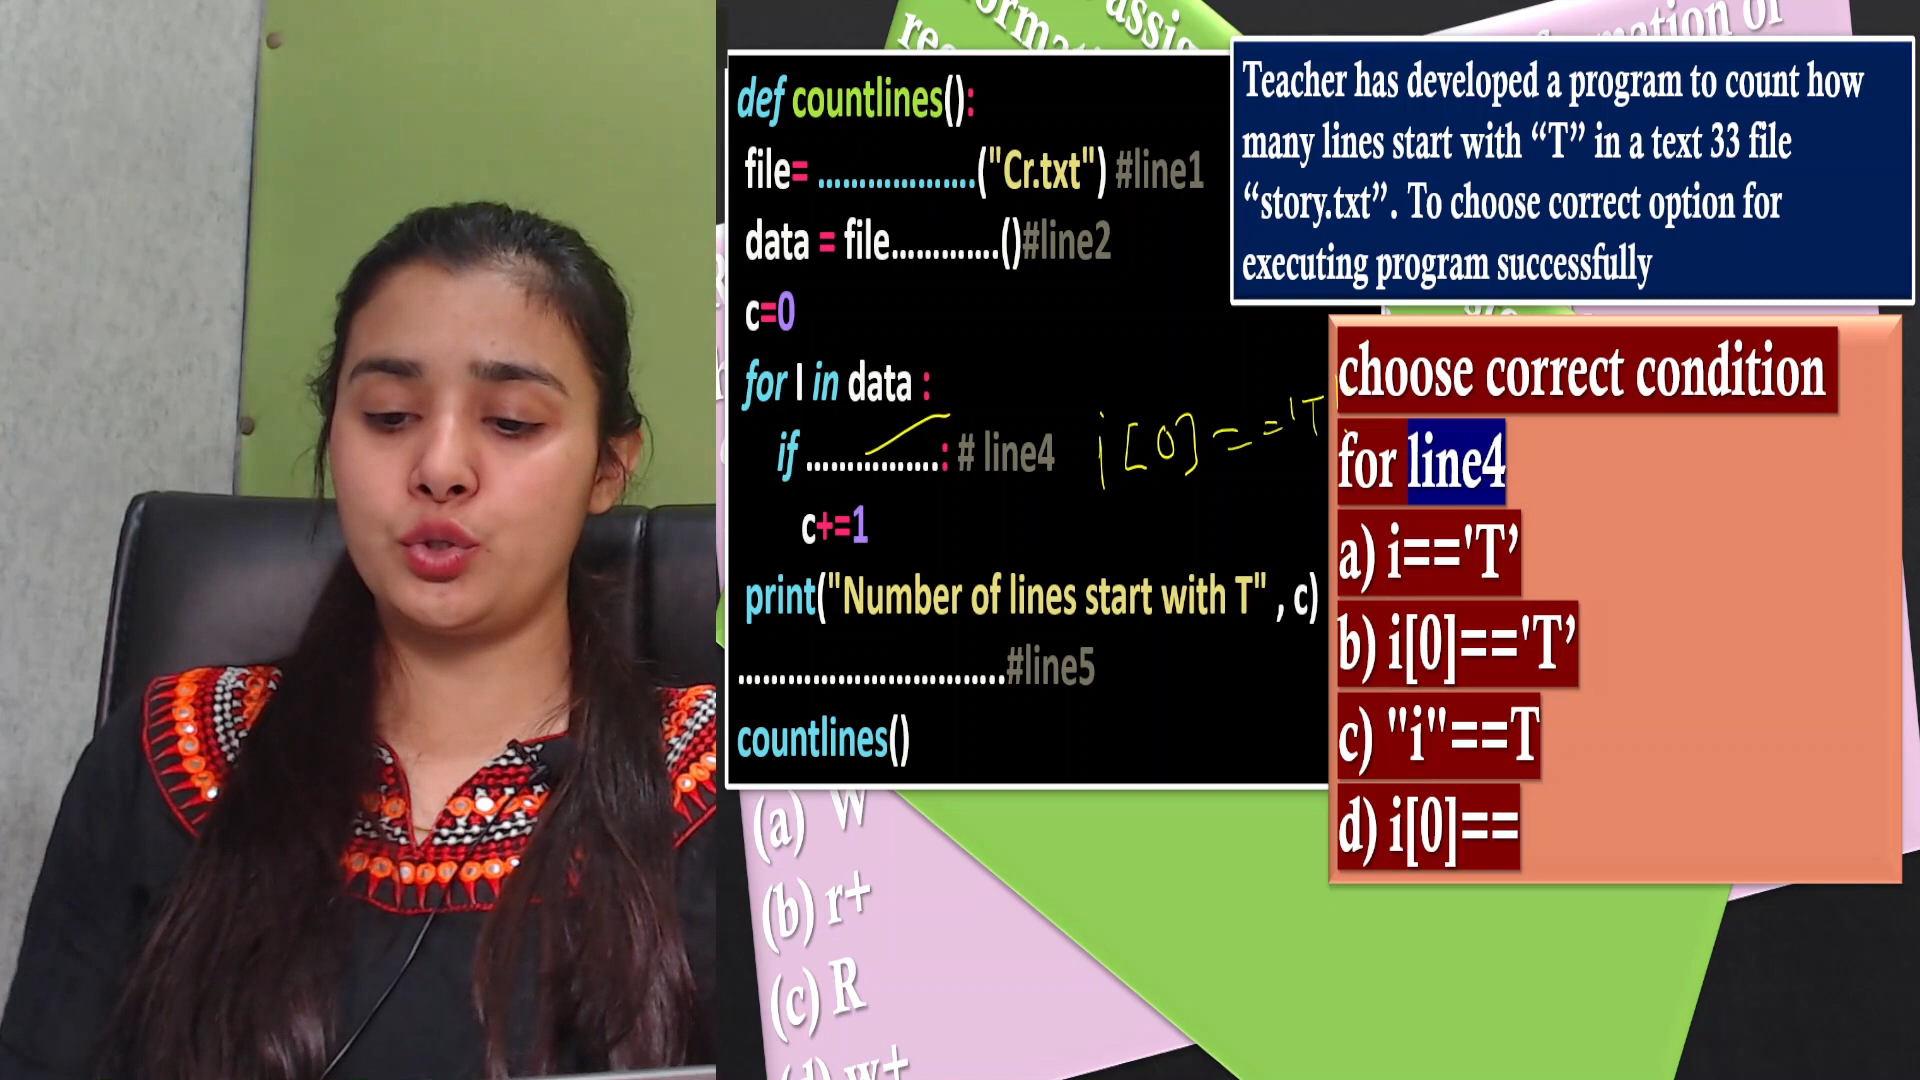 def countlines():
file= ...................("Cr.txt") #line1
data = file.............()#line2
c=0
for I in data :
if ................: # line4
i[0]=='T
c+=1
print("Number of lines start with T" , c)
................................#line5
countlines()
Teacher has developed a program to count how
many lines start with “T” in a text 33 file
“story.txt”. To choose correct option for
executing program successfully
choose correct condition
for line4
a) i=='T’
b) i[0]=='T’
c) "i"==T
d) i[0]==
(a) W
(b) r+
(c) R
(d) w+